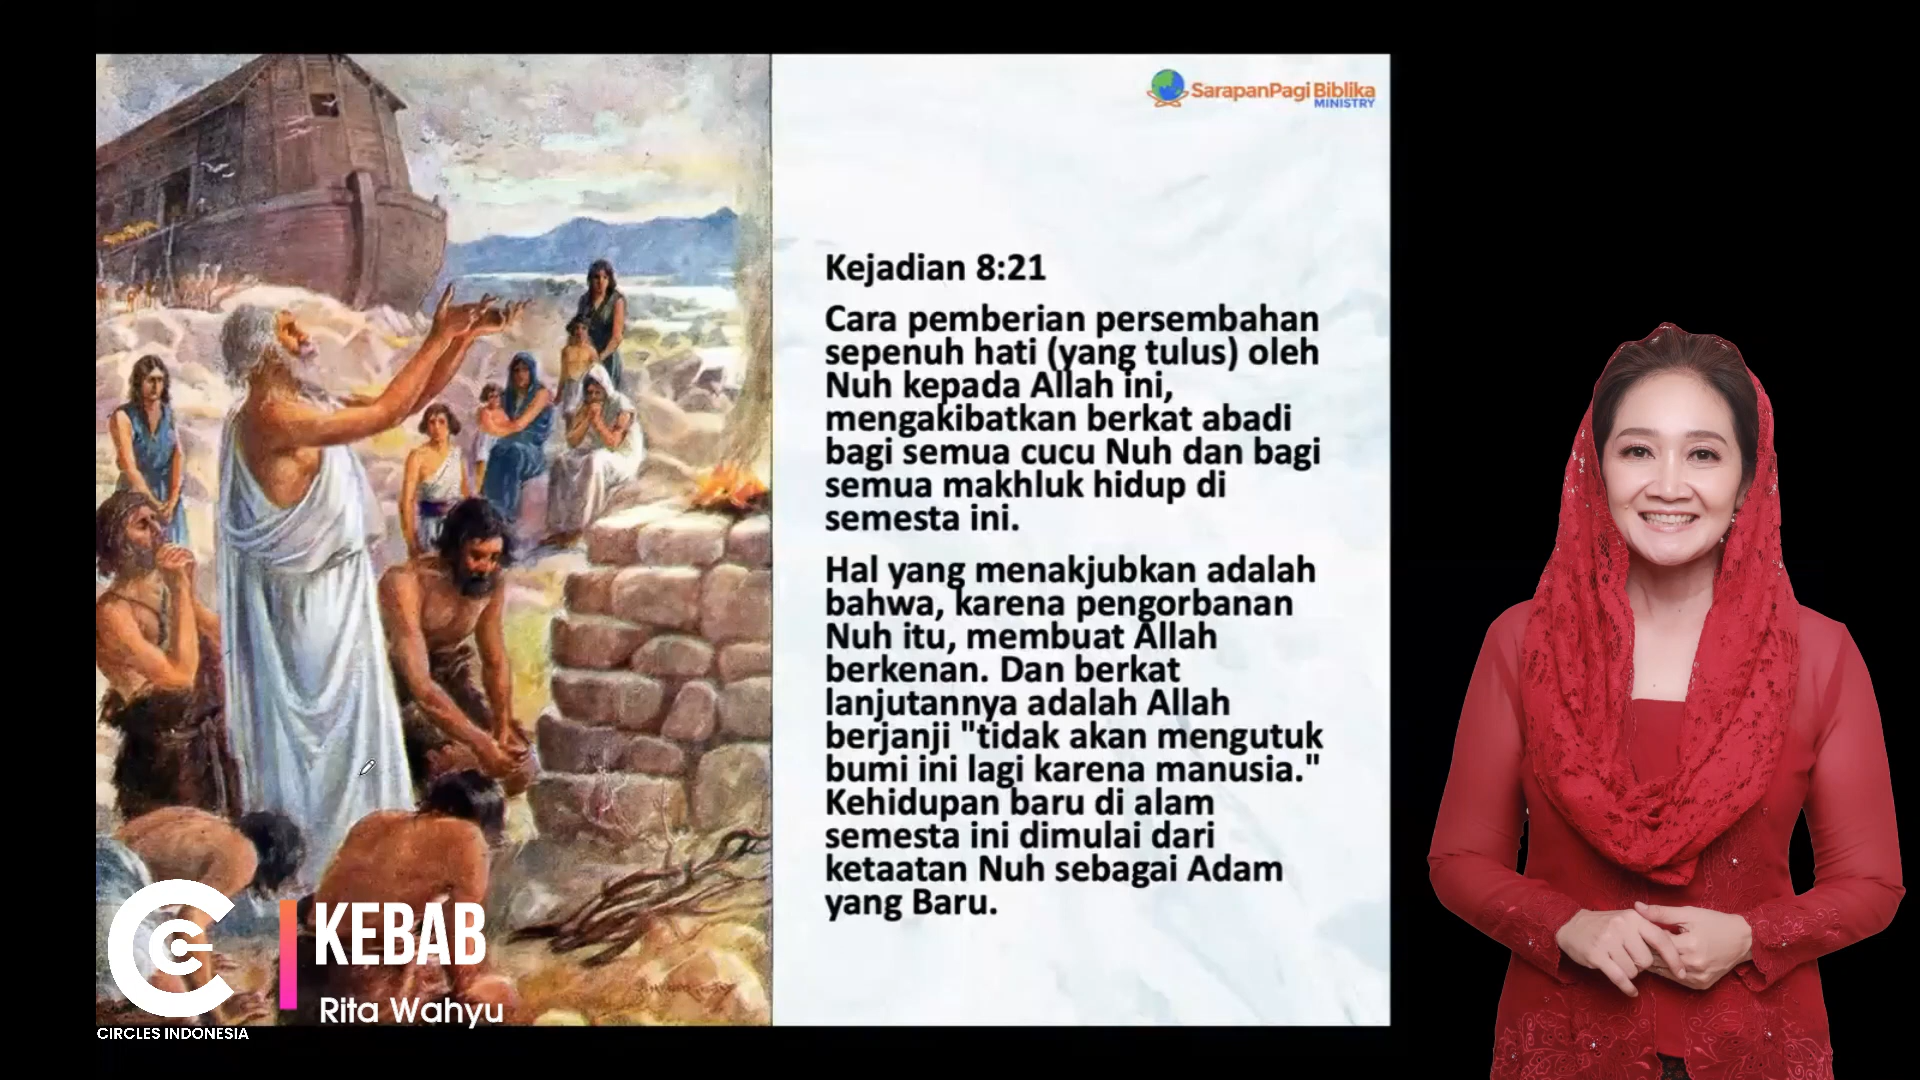 SarapanPagi Biblika
MINISTRY
Kejadian 8:21
Cara pemberian persembahan
sepenuh hati (yang tulus) oleh
Nuh kepada Allah ini,
mengakibatkan berkat abadi
bagi semua cucu Nuh dan bagi
semua makhluk hidup di
semesta ini.
Hal yang menakjubkan adalah
bahwa, karena pengorbanan
Nuh itu, membuat Allah
berkenan. Dan berkat
lanjutannya adalah Allah
berjanji "tidak akan mengutuk
bumi ini lagi karena manusia."
Kehidupan baru di alam
semesta ini dimulai dari
ketaatan Nuh sebagai Adam
yang Baru.
KEBAB
Rita Wahyu
CIRCLES INDONESIA